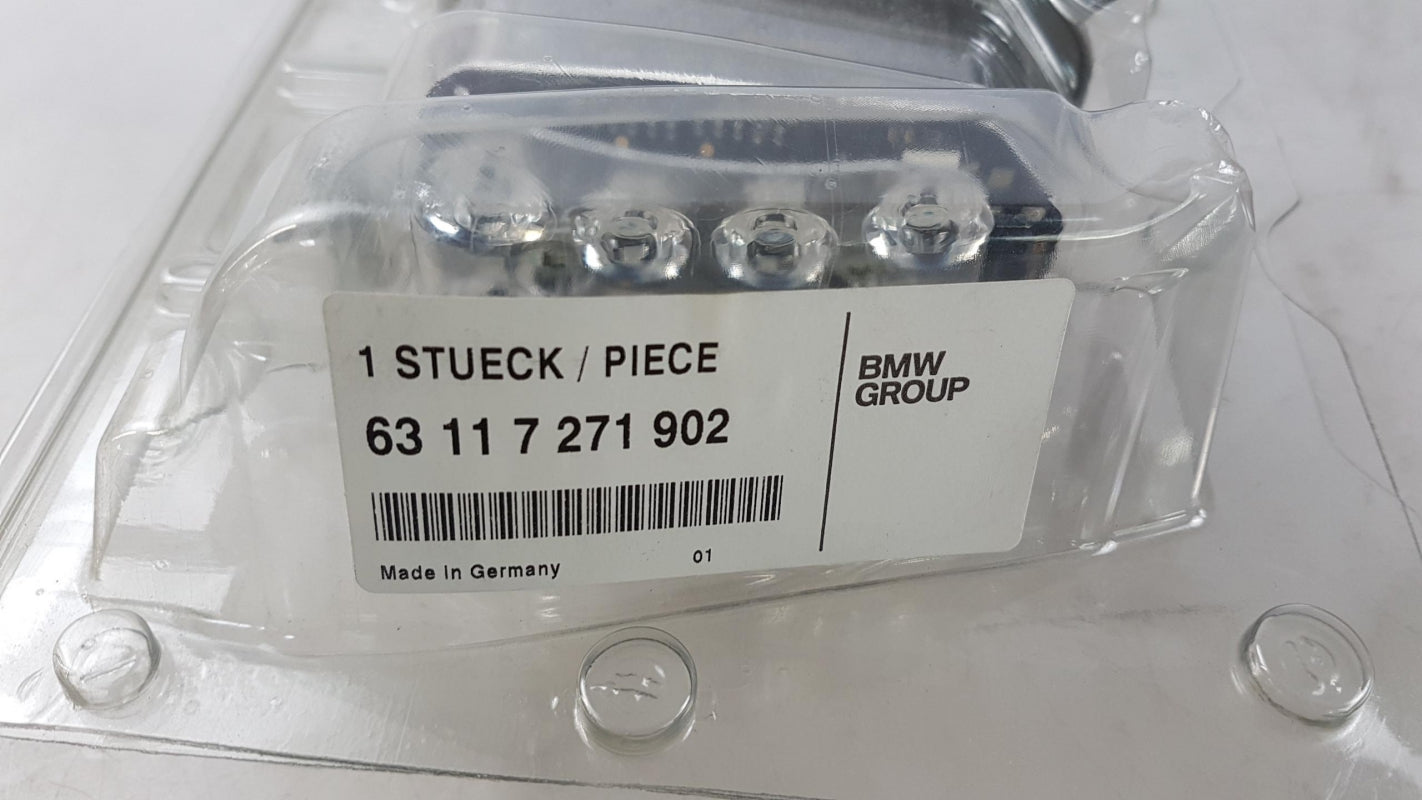 1 STUECK / PIECE
63 11 7 271 902
Made in Germany
01
BMW
GROUP